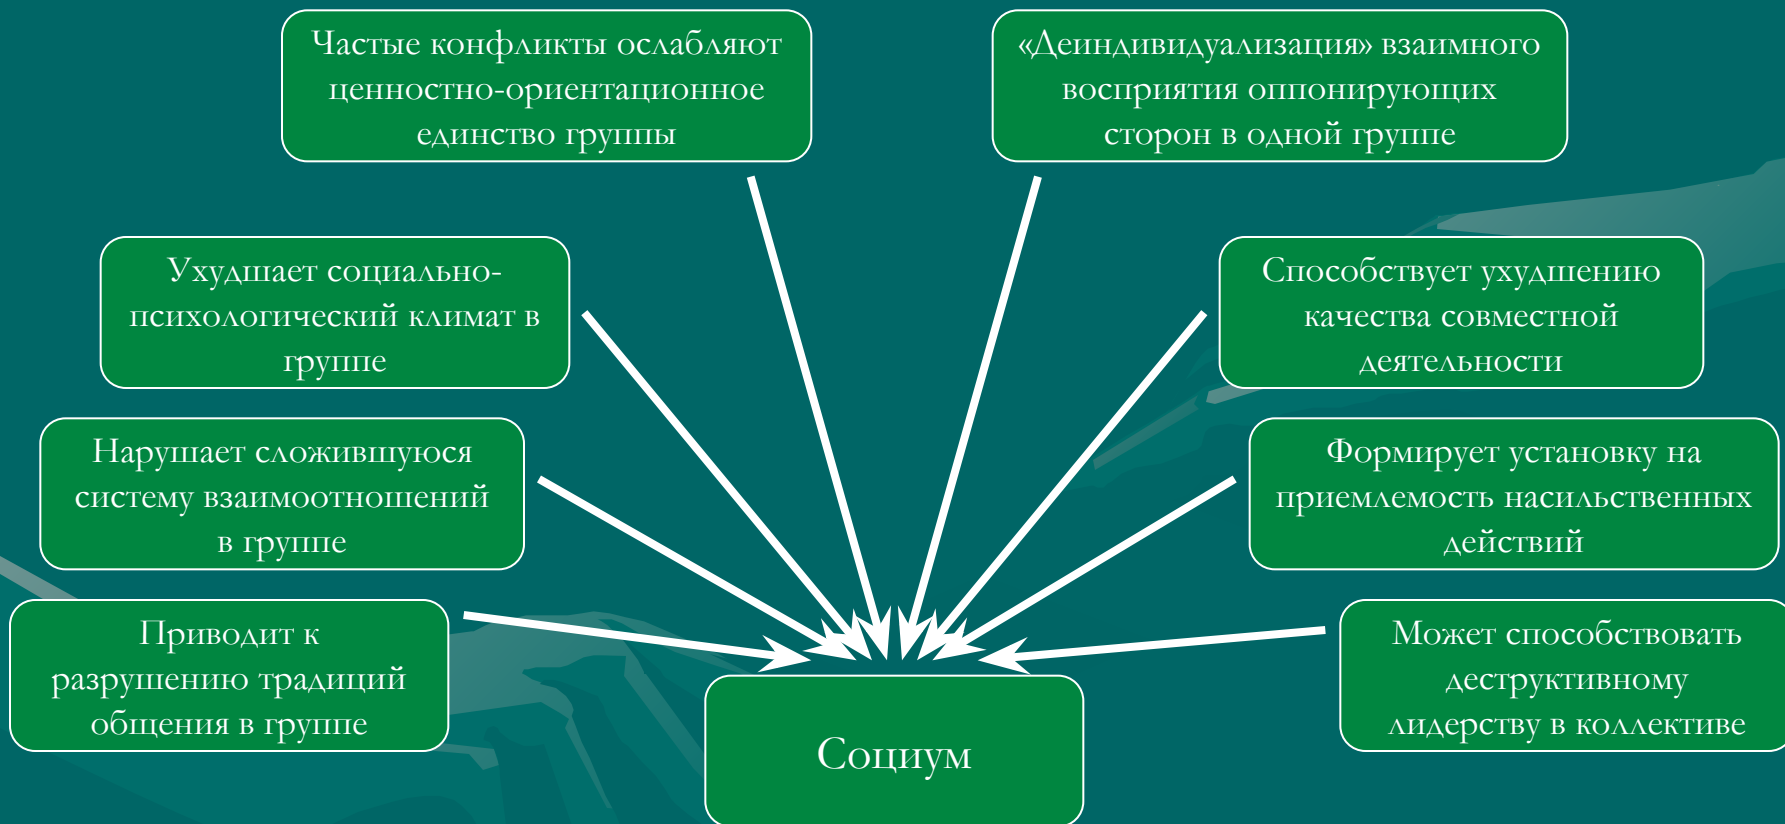 Частые конфликты ослабляют
ценностно-ориентационное
единство группы
«Деиндивидуализация» взаимного
восприятия оппонирующих
сторон в одной группе
Ухудшает социально-
психологический климат в
группе
Способствует ухудшению
качества совместной
деятельности
Нарушает сложившуюся
систему взаимоотношений
в группе
Формирует установку на
приемлемость насильственных
действий
Приводит к
разрушению традиций
общения в группе
Может способствовать
деструктивному
лидерству в коллективе
Социум